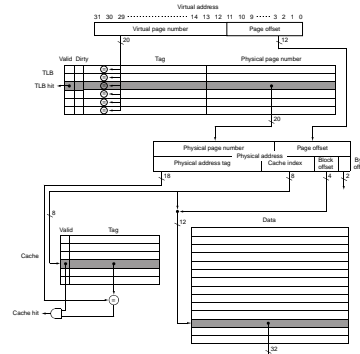 Virtual address
31 30 29 ··················· 14 13 12 11 10 9 ····· 3 2 1 0
Virtual page number Page offset
20 12
Valid Dirty Tag Physical page number
TLB
TLB hit
=
=
=
=
=
=
20
Physical page number Page offset
Physical address
Physical address tag Cache index Block offset
18 8 4 2
8 12 Data
Valid Tag
Cache
=
Cache hit
32